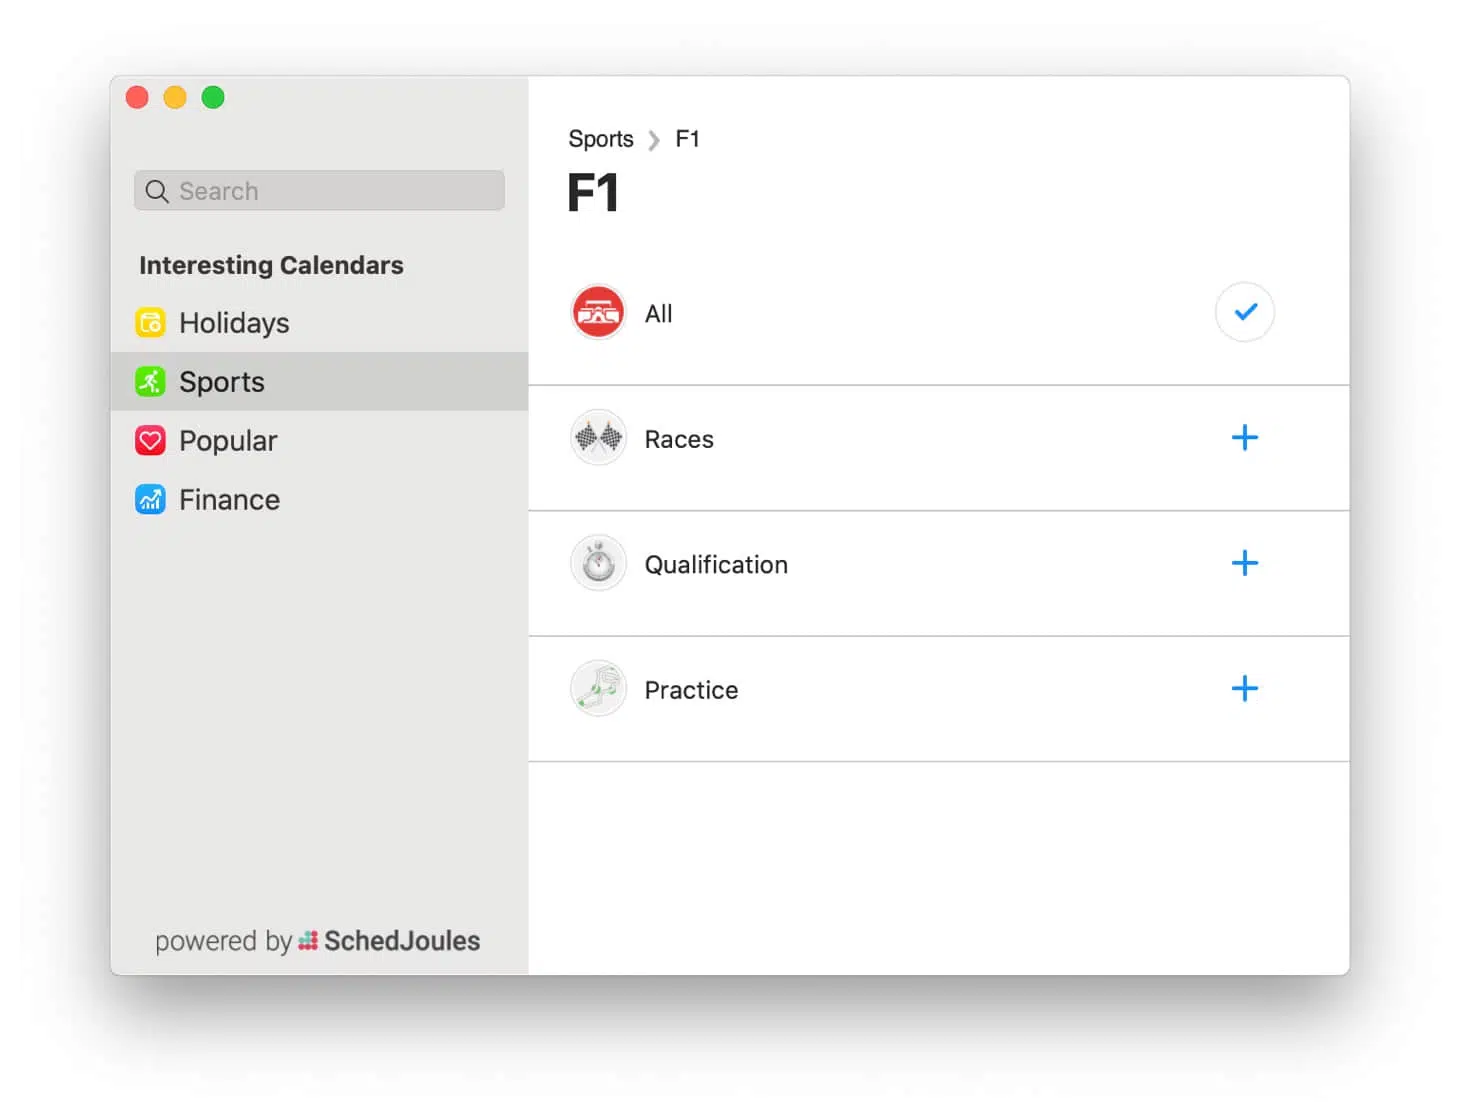 Search
Interesting Calendars
Holidays
Sports
Popular
Finance
powered by SchedJoules
Sports > F1
F1
All
Races
Qualification
Practice